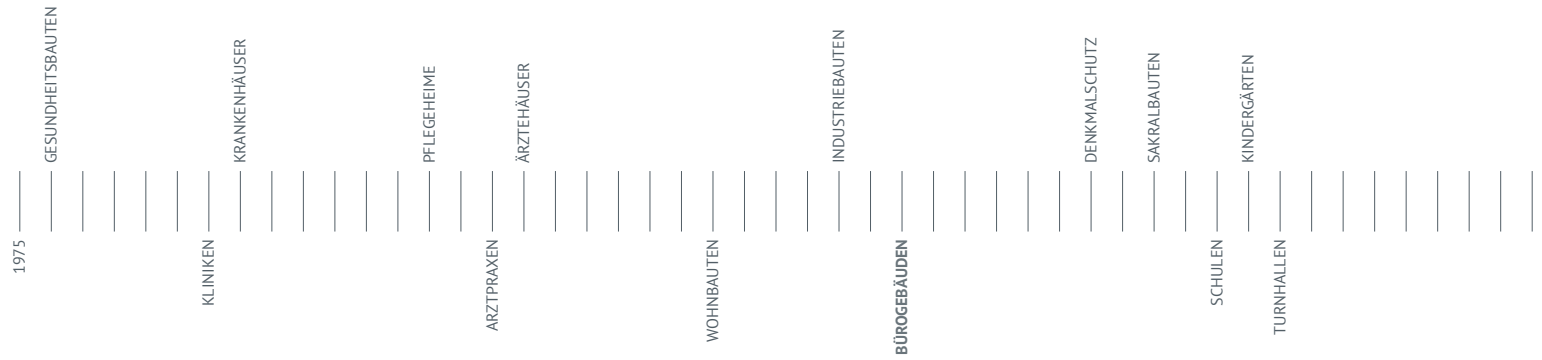 1975
GESUNDHEITSBAUTEN
KLINIKEN
KRANKENHÄUSER
PFLEGEHEIME
ARZTPRAXEN
ÄRZTEHÄUSER
WOHNBAUTEN
INDUSTRIEBAUTEN
BÜROGEBÄUDEN
DENKMALSCHUTZ
SAKRALBAUTEN
SCHULEN
KINDERGÄRTEN
TURNHALLEN